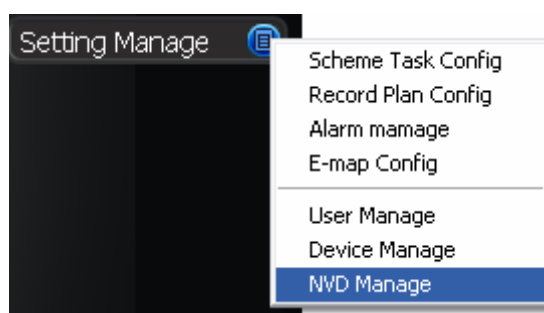 Setting Manage
Scheme Task Config
Record Plan Config
Alarm mamage
E-map Config
User Manage
Device Manage
NVD Manage